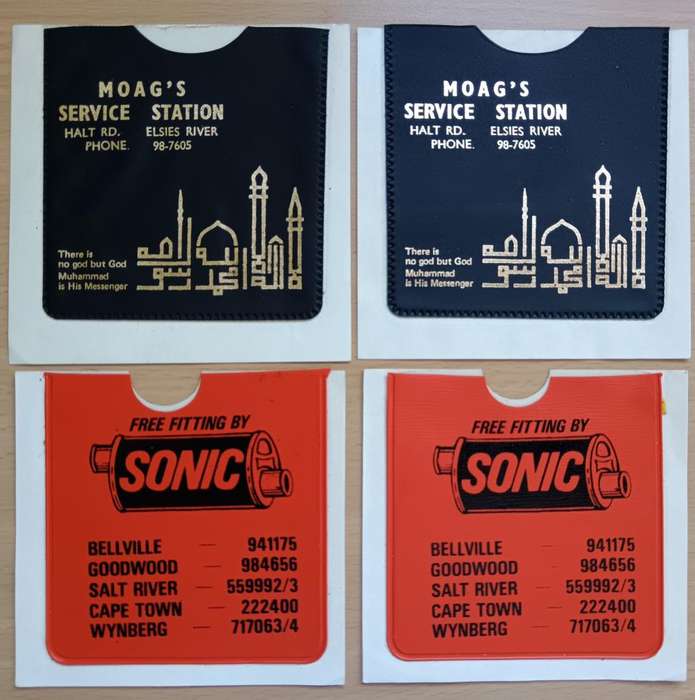 MOAG'S
SERVICE STATION
HALT RD. ELSIES RIVER
PHONE. 98-7605
There is
no god but God
Muhammad
is His Messenger
MOAG'S
SERVICE STATION
HALT RD. ELSIES RIVER
PHONE. 98-7605
There is
no god but God
Muhammad
is His Messenger
FREE FITTING BY
SONIC
BELLVILLE — 941175
GOODWOOD — 984656
SALT RIVER — 559992/3
CAPE TOWN — 222400
WYNBERG — 717063/4
FREE FITTING BY
SONIC
BELLVILLE — 941175
GOODWOOD — 984656
SALT RIVER — 559992/3
CAPE TOWN — 222400
WYNBERG — 717063/4